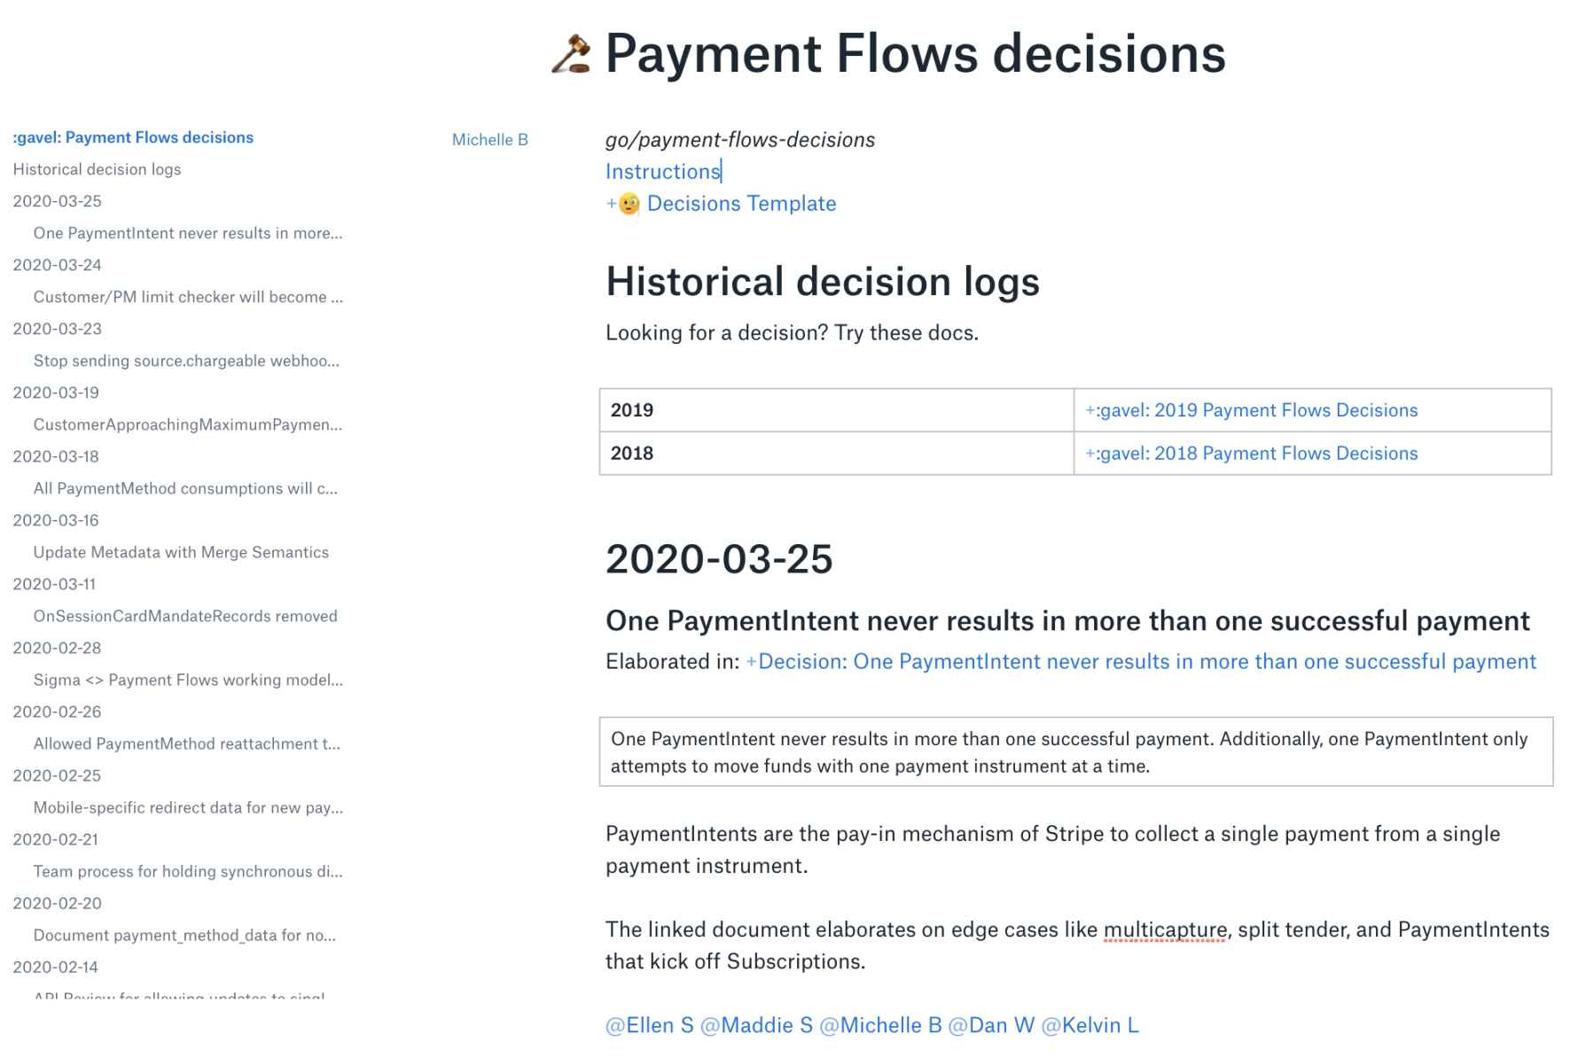 Payment Flows decisions
:gavel: Payment Flows decisions
Historical decision logs
2020-03-25
One PaymentIntent never results in more...
2020-03-24
Customer/PM limit checker will become ...
2020-03-23
Stop sending source.chargeable webhoo...
2020-03-19
CustomerApproachingMaximumPaymen...
2020-03-18
All PaymentMethod consumptions will c...
2020-03-16
Update Metadata with Merge Semantics
2020-03-11
OnSessionCardMandateRecords removed
2020-02-28
Sigma <> Payment Flows working model...
2020-02-26
Allowed PaymentMethod reattachment t...
2020-02-25
Mobile-specific redirect data for new pay...
2020-02-21
Team process for holding synchronous di...
2020-02-20
Document payment_method_data for no...
2020-02-14
API Review for allowing updates to singl...
Michelle B
go/payment-flows-decisions
Instructions
+🧐 Decisions Template
Historical decision logs
Looking for a decision? Try these docs.
2019 +:gavel: 2019 Payment Flows Decisions
2018 +:gavel: 2018 Payment Flows Decisions
2020-03-25
One PaymentIntent never results in more than one successful payment
Elaborated in: +Decision: One PaymentIntent never results in more than one successful payment
One PaymentIntent never results in more than one successful payment. Additionally, one PaymentIntent only
attempts to move funds with one payment instrument at a time.
PaymentIntents are the pay-in mechanism of Stripe to collect a single payment from a single
payment instrument.
The linked document elaborates on edge cases like multicapture, split tender, and PaymentIntents
that kick off Subscriptions.
@Ellen S @Maddie S @Michelle B @Dan W @Kelvin L